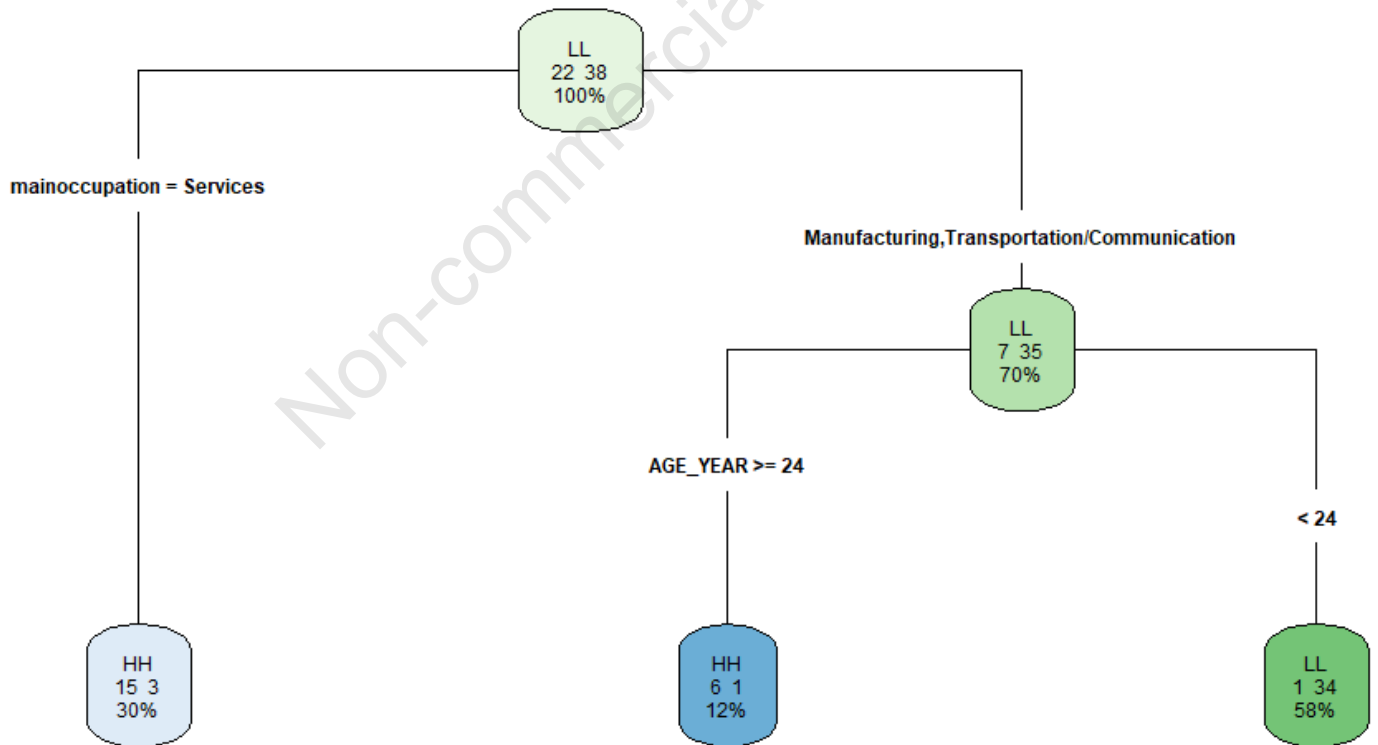 LL
22 38
100%
mainoccupation = Services
Manufacturing,Transportation/Communication
LL
7 35
70%
AGE_YEAR >= 24
< 24
HH
15 3
30%
HH
6 1
12%
LL
1 34
58%
Non-commercia